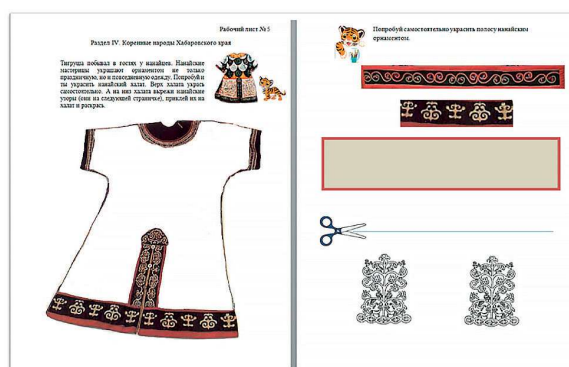 Рабочий лист № 5
Раздел IV. Коренные народы Хабаровского края
Тигруша побывал в гостях у нанайцев. Нанайские
мастерицы украшают орнаментом не только
праздничную, но и повседневную одежду. Попробуй и
ты украсить нанайский халат. Верх халата укрась
самостоятельно. А на низ халата вырежи нанайские
узоры (они на следующей страничке), приклей их на
халат и раскрась.
Попробуй самостоятельно украсить полосу нанайским
орнаментом.